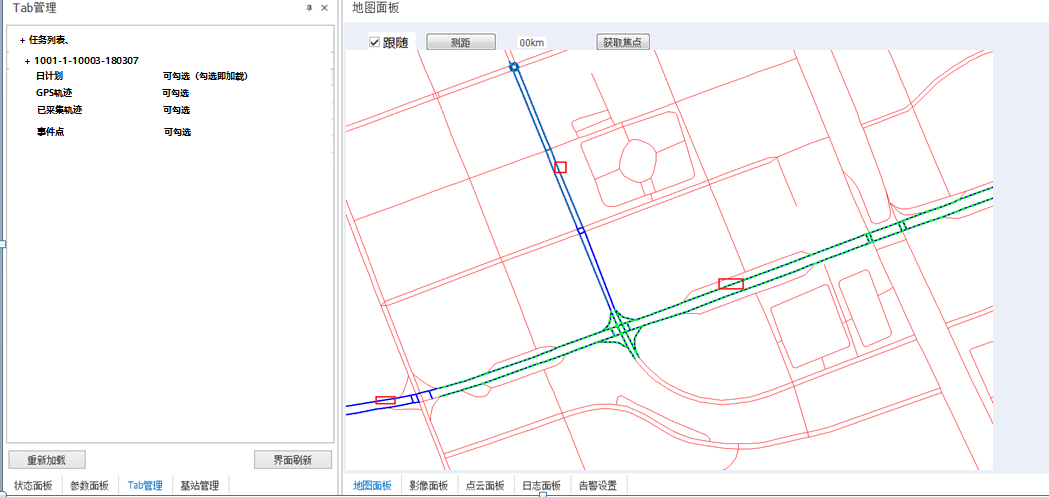 Tab管理
+ 任务列表、
+ 1001-1-10003-180307
日计划 可勾选（勾选即加载）
GPS轨迹 可勾选
已采集轨迹 可勾选
事件点 可勾选
重新加载 界面刷新
状态面板 参数面板 Tab管理 基站管理
地图面板
跟随 测距 00km 获取焦点
地图面板 影像面板 点云面板 日志面板 告警设置